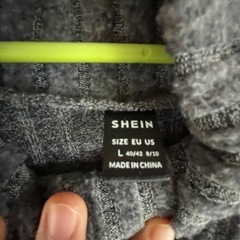 SHEIN
SIZE EU US
L 40/42 8/10
MADE IN CHINA